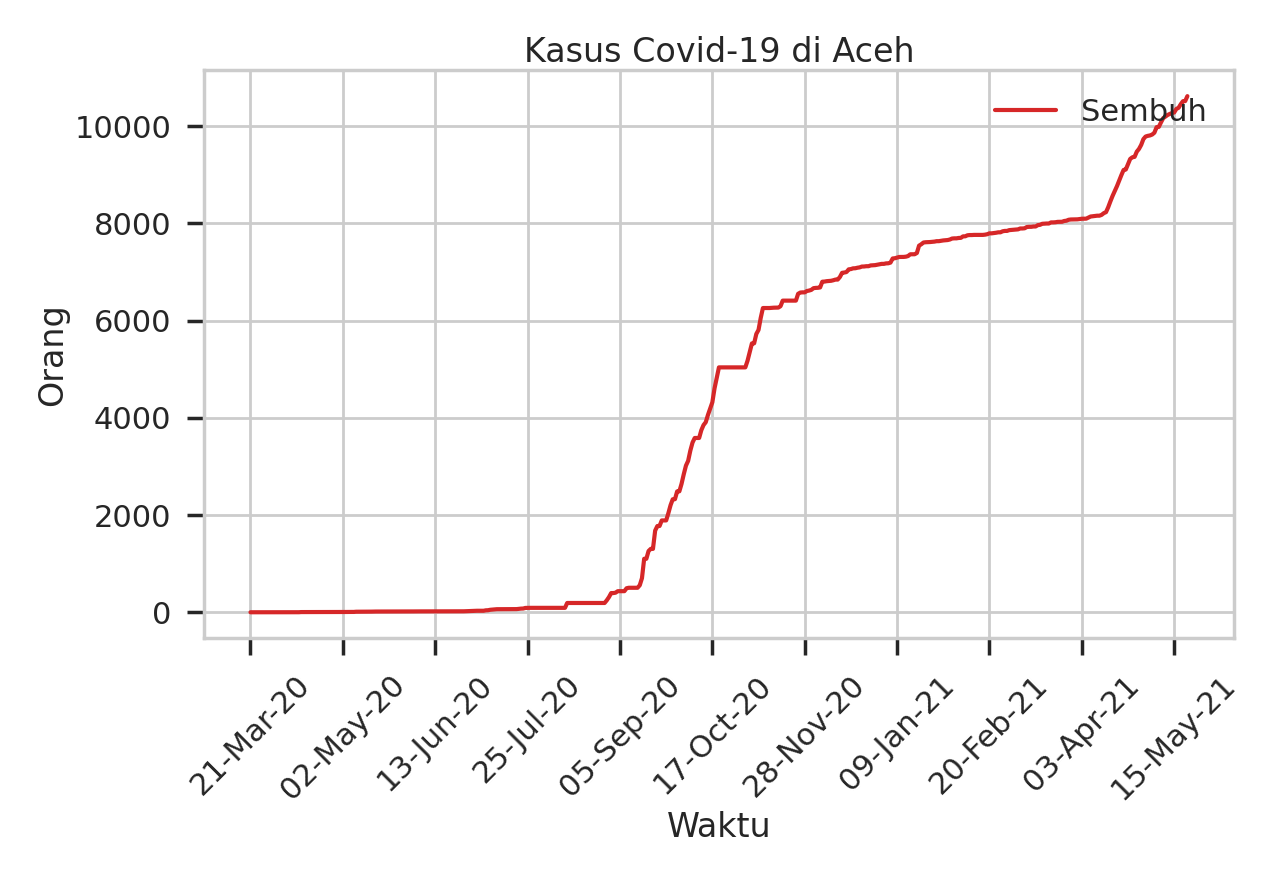 Kasus Covid-19 di Aceh
Sembuh
10000
8000
6000
4000
2000
0
Orang
21-Mar-20
02-May-20
13-Jun-20
25-Jul-20
05-Sep-20
17-Oct-20
28-Nov-20
09-Jan-21
20-Feb-21
03-Apr-21
15-May-21
Waktu